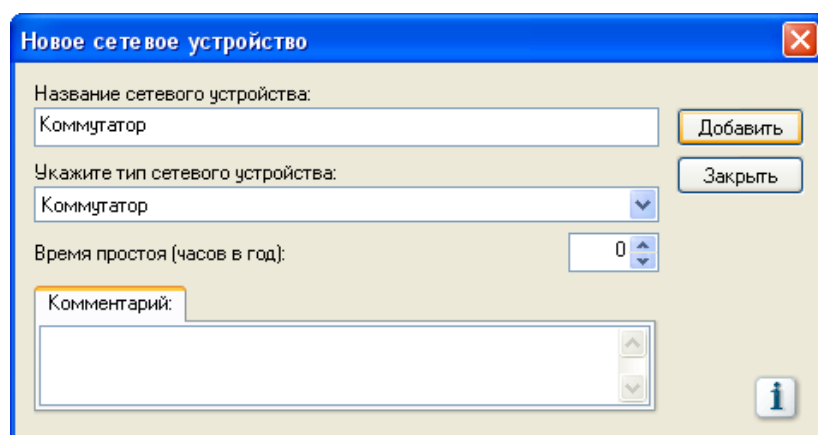 Новое сетевое устройство
Название сетевого устройства:
Коммутатор
Добавить
Укажите тип сетевого устройства:
Закрыть
Коммутатор
Время простоя (часов в год):
0
Комментарий:
i